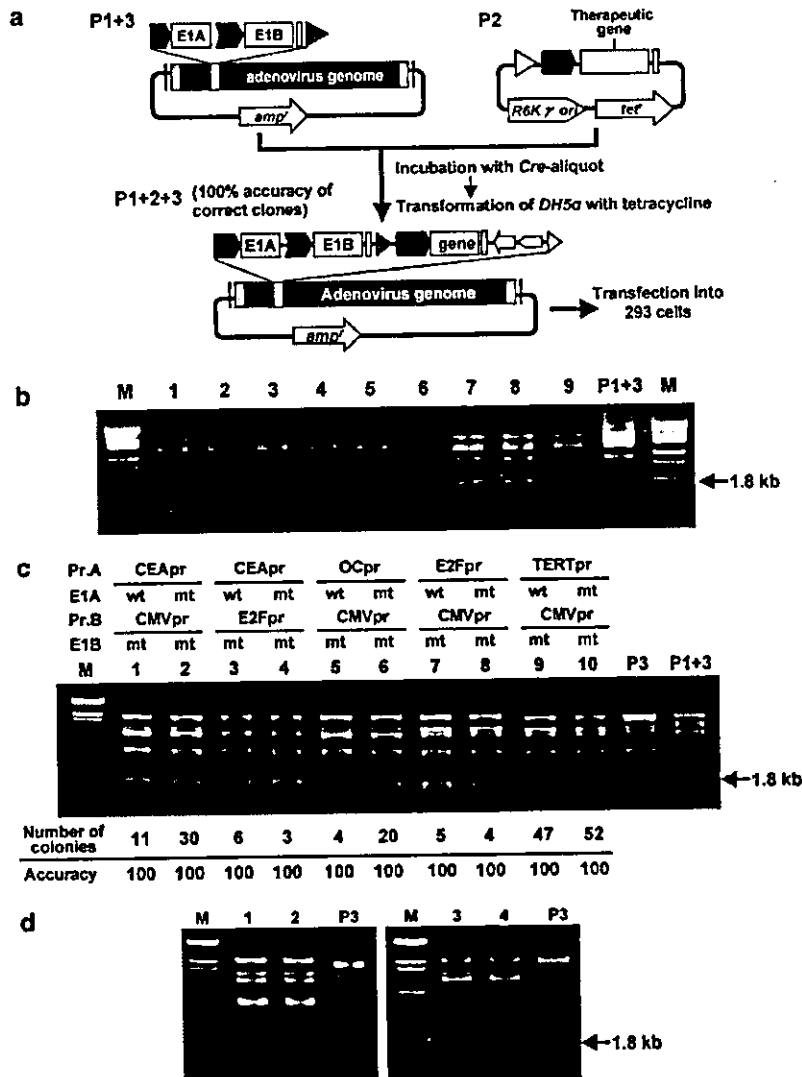 a
P1+3
E1A
E1B
adenovirus genome
amp^r
P2
Therapeutic
gene
R6K γ ori
tet^r
Incubation with Cre-aliquot
P1+2+3 (100% accuracy of
correct clones)
Transformation of DH5α with tetracycline
E1A
E1B
gene
Adenovirus genome
amp^r
Transfection into
293 cells
b
M 1 2 3 4 5 6 7 8 9 P1+3 M
1.8 kb
c
Pr.A CEApr CEApr OCpr E2Fpr TERTpr
E1A wt mt wt mt wt mt wt mt wt mt
Pr.B CMVpr E2Fpr CMVpr CMVpr CMVpr
E1B mt mt mt mt mt mt mt mt mt mt
M 1 2 3 4 5 6 7 8 9 10 P3 P1+3
1.8 kb
Number of
colonies 11 30 6 3 4 20 5 4 47 52
Accuracy 100 100 100 100 100 100 100 100 100 100
d
M 1 2 P3 M 3 4 P3
1.8 kb